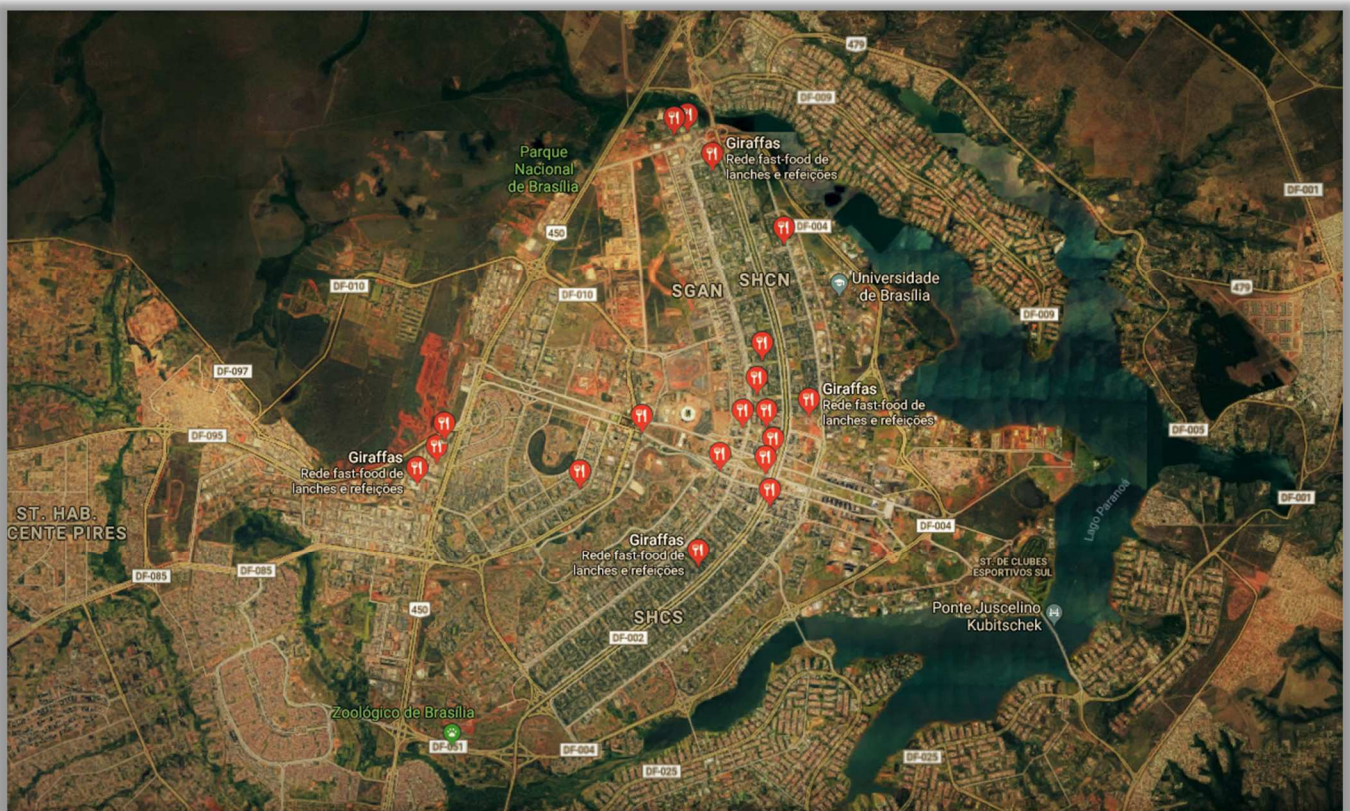 479
DF-009
Giraffas
Rede fast-food de
lanches e refeições
Parque
Nacional
de Brasília
DF-001
450
DF-004
SHCN
Universidade
de Brasília
SGAN
DF-010
DF-010
479
DF-009
DF-097
Giraffas
Rede fast-food de
lanches e refeições
DF-095
DF-005
Giraffas
Rede fast-food de
lanches e refeições
DF-001
ST. HAB.
CENTE PIRES
DF-004
Lago Paranoá
Giraffas
Rede fast-food de
lanches e refeições
ST. DE CLUBES
ESPORTIVOS SUL
DF-085
DF-085
450
SHCS
Ponte Juscelino
Kubitschek
DF-002
Zoológico de Brasília
DF-051
DF-004
DF-025
DF-025